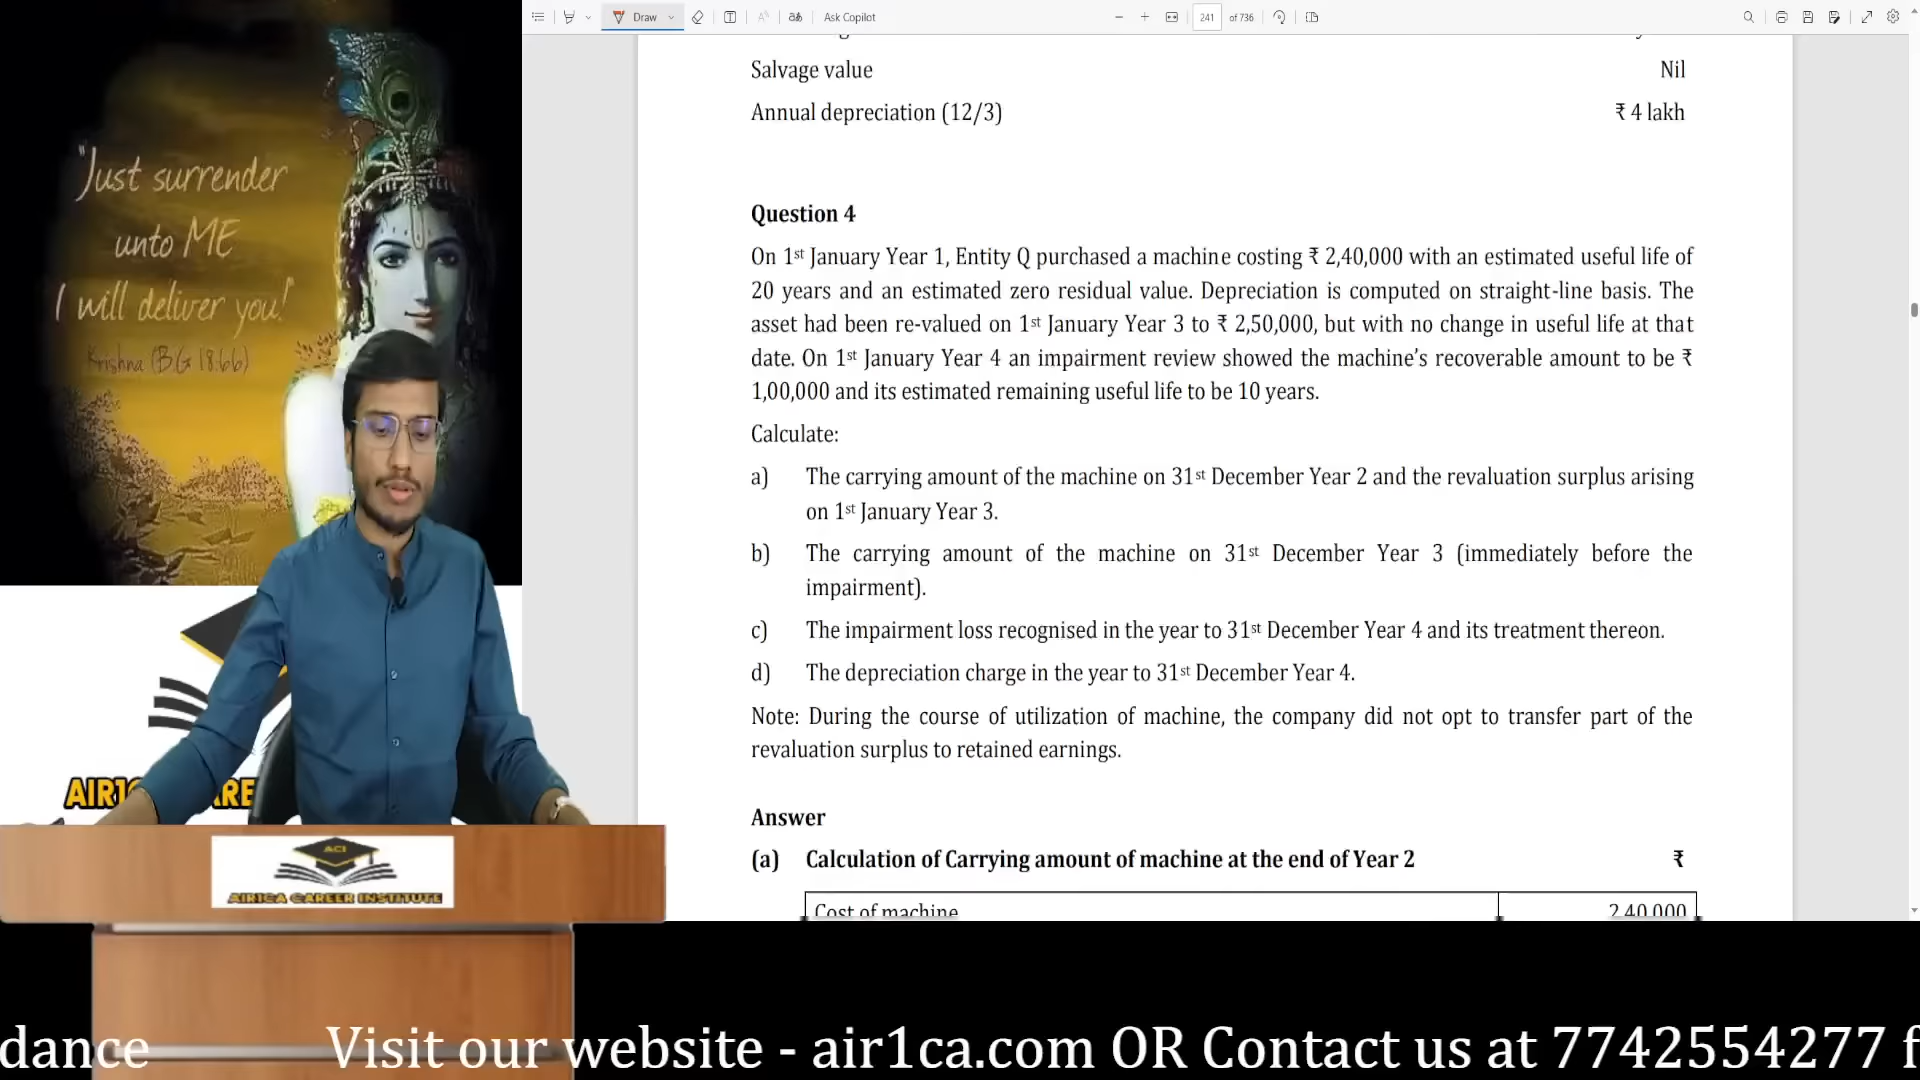 Draw
Ask Copilot
241 of 736
Salvage value Nil
Annual depreciation (12/3) ₹ 4 lakh
Question 4
On 1st January Year 1, Entity Q purchased a machine costing ₹ 2,40,000 with an estimated useful life of
20 years and an estimated zero residual value. Depreciation is computed on straight-line basis. The
asset had been re-valued on 1st January Year 3 to ₹ 2,50,000, but with no change in useful life at that
date. On 1st January Year 4 an impairment review showed the machine's recoverable amount to be ₹
1,00,000 and its estimated remaining useful life to be 10 years.
Calculate:
a) The carrying amount of the machine on 31st December Year 2 and the revaluation surplus arising
on 1st January Year 3.
b) The carrying amount of the machine on 31st December Year 3 (immediately before the
impairment).
c) The impairment loss recognised in the year to 31st December Year 4 and its treatment thereon.
d) The depreciation charge in the year to 31st December Year 4.
Note: During the course of utilization of machine, the company did not opt to transfer part of the
revaluation surplus to retained earnings.
Answer
(a) Calculation of Carrying amount of machine at the end of Year 2 ₹
Cost of machine 2,40,000
"Just surrender
unto ME
I will deliver you!"
Krishna (B.G 18:66)
ACI
AIR1CA CAREER INSTITUTE
dance Visit our website - air1ca.com OR Contact us at 7742554277 f